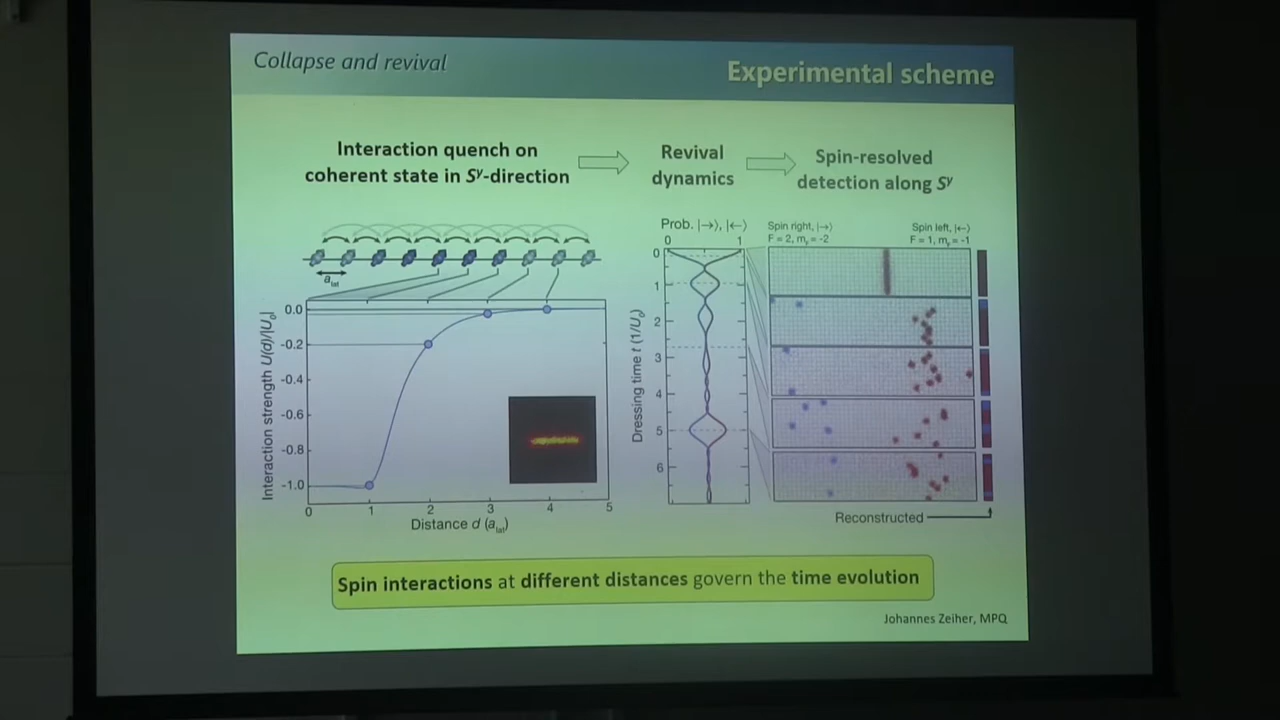 Collapse and revival
Experimental scheme
Interaction quench on
coherent state in Sʸ-direction
Revival
dynamics
Spin-resolved
detection along Sʸ
a_lat
Interaction strength U(d)/|U₀|
0.0
-0.2
-0.4
-0.6
-0.8
-1.0
0 1 2 3 4 5
Distance d (a_lat)
Prob. |→⟩, |←⟩
0 1
Dressing time t (1/U₀)
0
1
2
3
4
5
6
Spin right, |→⟩
F = 2, m_F = -2
Spin left, |←⟩
F = 1, m_F = -1
Reconstructed
Spin interactions at different distances govern the time evolution
Johannes Zeiher, MPQ